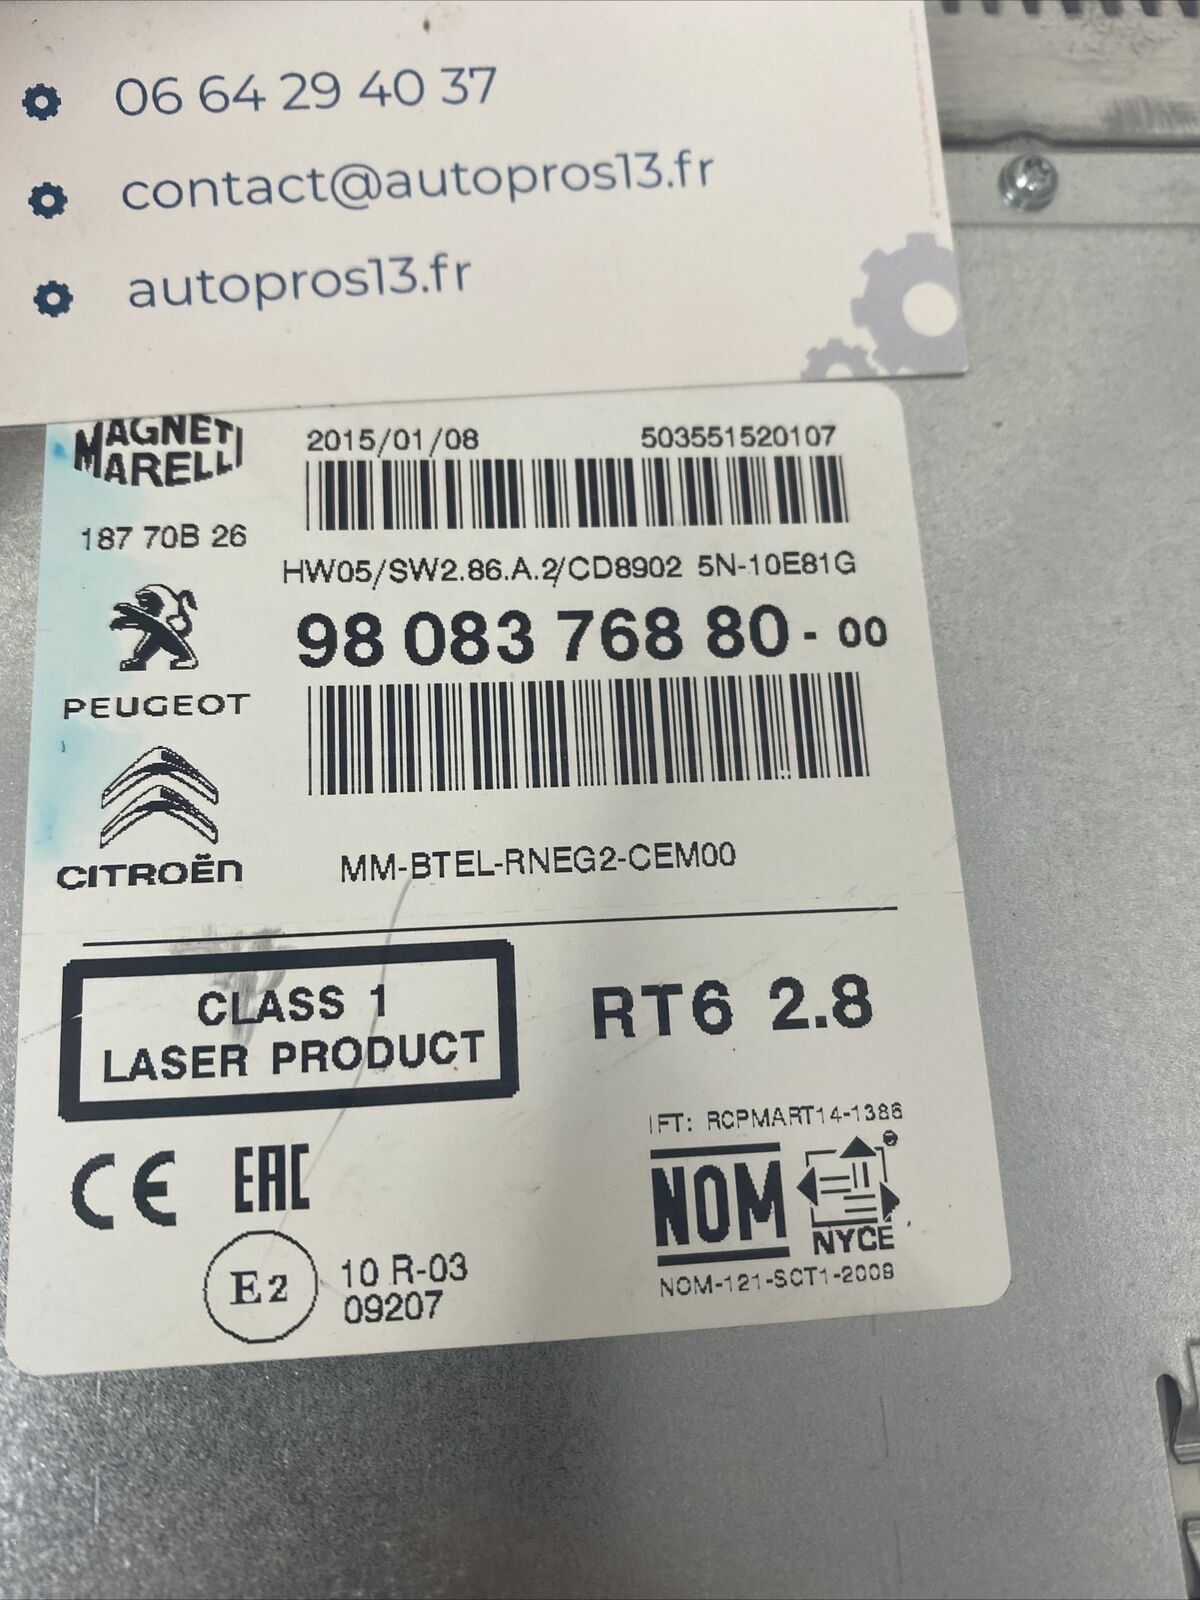 06 64 29 40 37
contact@autopros13.fr
autopros13.fr
MAGNETI
MARELLI
2015/01/08 503551520107
187 70B 26
HW05/SW2.86.A.2/CD8902 5N-10E81G
98 083 768 80 - 00
PEUGEOT
CITROËN
MM-BTEL-RNEG2-CEM00
CLASS 1
LASER PRODUCT
RT6 2.8
IFT: RCPMART14-1386
CE EAC
NOM NYCE
E2 10 R-03
09207
NOM-121-SCT1-2009